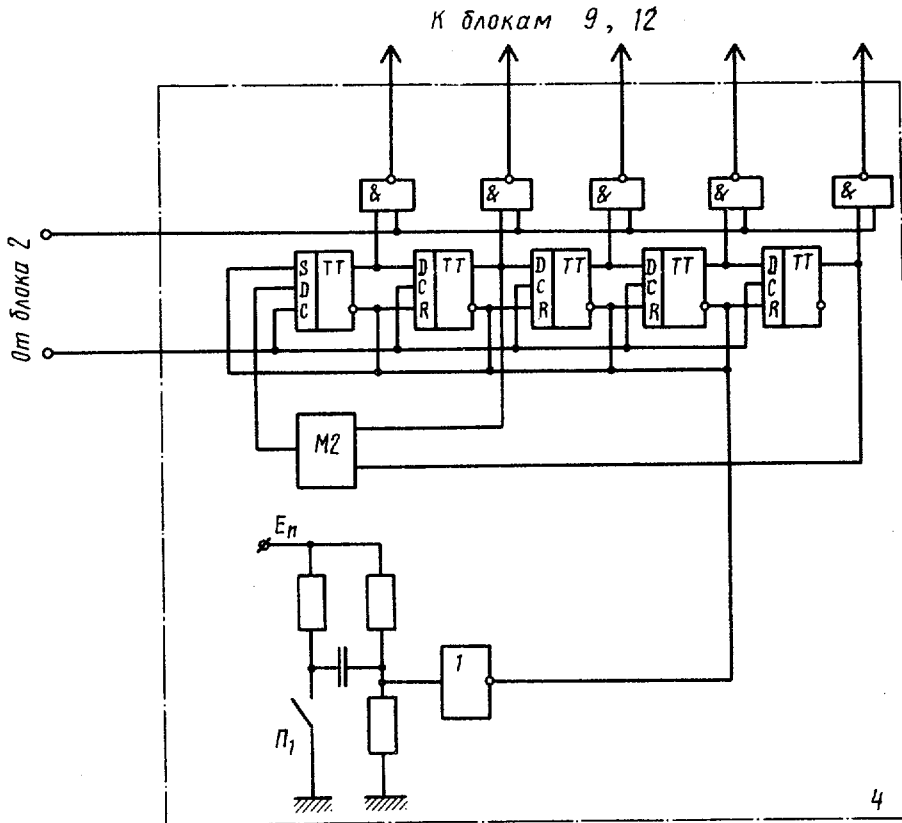 К блокам 9, 12
& & & & &
От блока 2
S TT D TT D TT D TT D TT
D C C C C
C R R R R
M2
Eп
1
П1
4